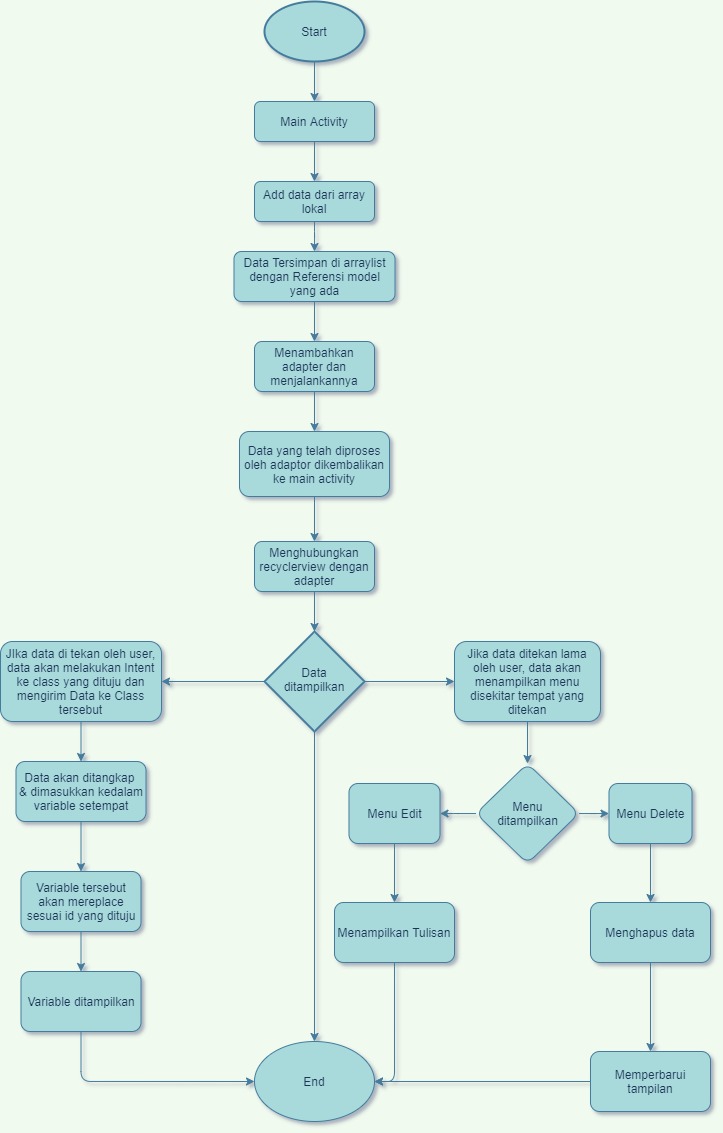 Start
Main Activity
Add data dari array
lokal
Data Tersimpan di arraylist
dengan Referensi model
yang ada
Menambahkan
adapter dan
menjalankannya
Data yang telah diproses
oleh adaptor dikembalikan
ke main activity
Menghubungkan
recyclerview dengan
adapter
Data
ditampilkan
JIka data di tekan oleh user,
data akan melakukan Intent
ke class yang dituju dan
mengirim Data ke Class
tersebut
Data akan ditangkap
& dimasukkan kedalam
variable setempat
Variable tersebut
akan mereplace
sesuai id yang dituju
Variable ditampilkan
Jika data ditekan lama
oleh user, data akan
menampilkan menu
disekitar tempat yang
ditekan
Menu
ditampilkan
Menu Edit
Menampilkan Tulisan
Menu Delete
Menghapus data
Memperbarui
tampilan
End